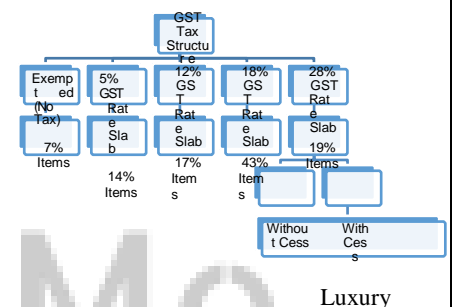 GST
Tax
Structu
r e
Exemp
t ed
(No
Tax)
5%
GST
Rat
e
Sla
b
12%
GS
T
Rat
e
Slab
18%
GS
T
Rat
e
Slab
28%
GST
Rat
e
Slab
7%
Items
14%
Items
17%
Item
s
43%
Item
s
19%
Items
Withou
t Cess
With
Ces
s
Luxury